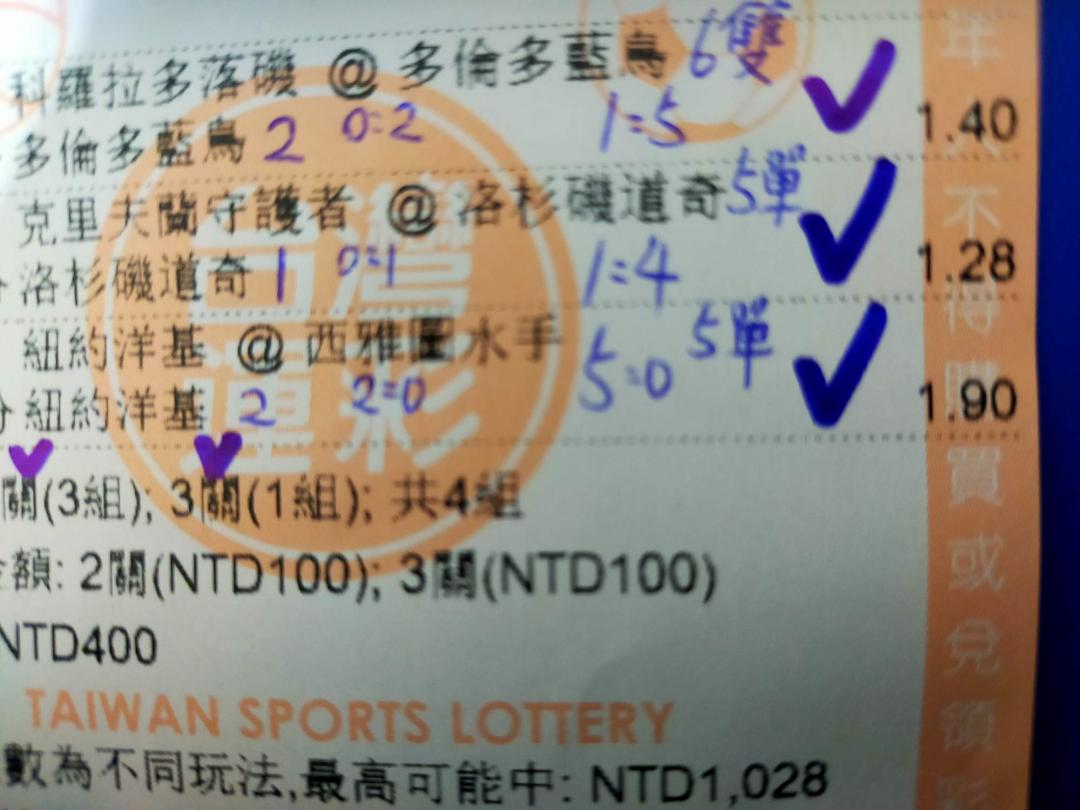 科羅拉多落磯 @ 多倫多藍鳥 6雙
多倫多藍鳥 2 0:2 1=5 1.40
克里夫蘭守護者 @ 洛杉磯道奇 5單
洛杉磯道奇 1 0=1 1=4 1.28
紐約洋基 @ 西雅圖水手 5單
分 紐約洋基 2 2=0 5=0 1.90
關(3組); 3關(1組); 共4組
額: 2關(NTD100); 3關(NTD100)
NTD400
TAIWAN SPORTS LOTTERY
數為不同玩法,最高可能中: NTD1,028
台灣運彩
年
不得購買或兌領